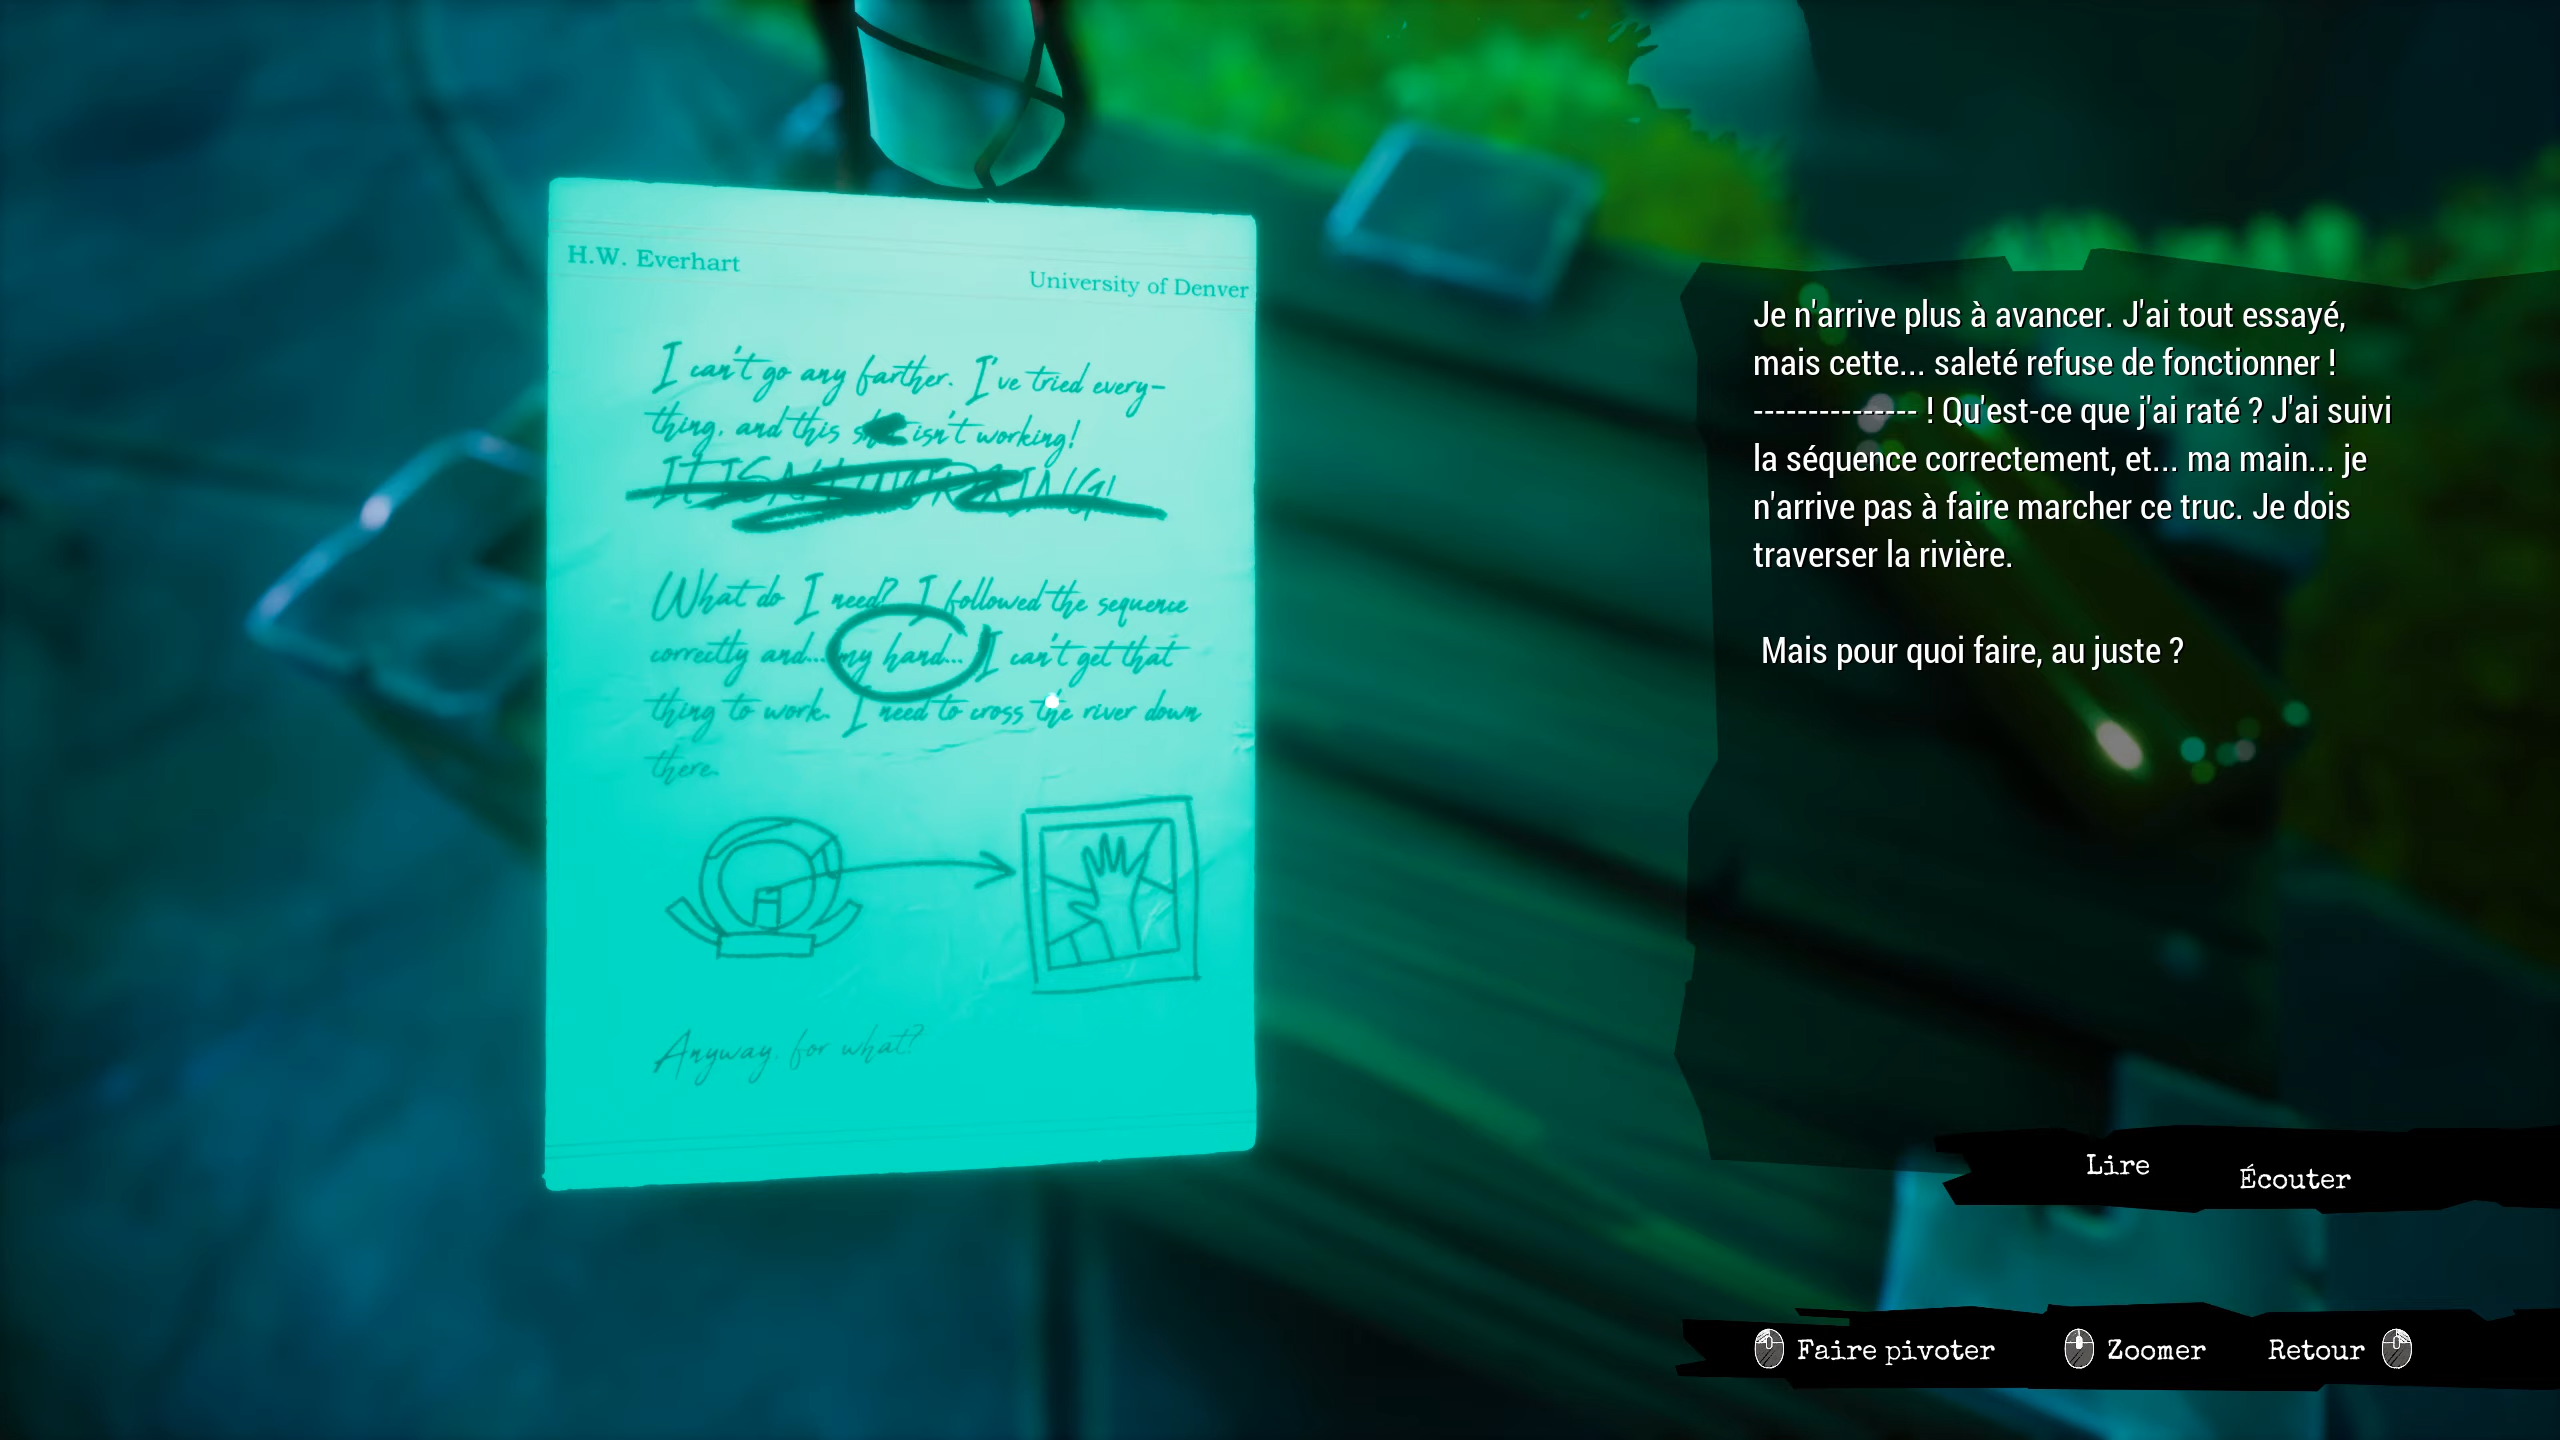 H.W. Everhart
University of Denver
I can't go any farther. I've tried every-
thing, and this isn't working!
IT ISN'T WORKING!
What do I need? I followed the sequence
correctly and... my hand... I can't get that
thing to work. I need to cross the river down
there.
Anyway, for what?
Je n'arrive plus à avancer. J'ai tout essayé,
mais cette... saleté refuse de fonctionner !
--------------- ! Qu'est-ce que j'ai raté ? J'ai suivi
la séquence correctement, et... ma main... je
n'arrive pas à faire marcher ce truc. Je dois
traverser la rivière.
Mais pour quoi faire, au juste ?
Lire
Écouter
Faire pivoter
Zoomer
Retour